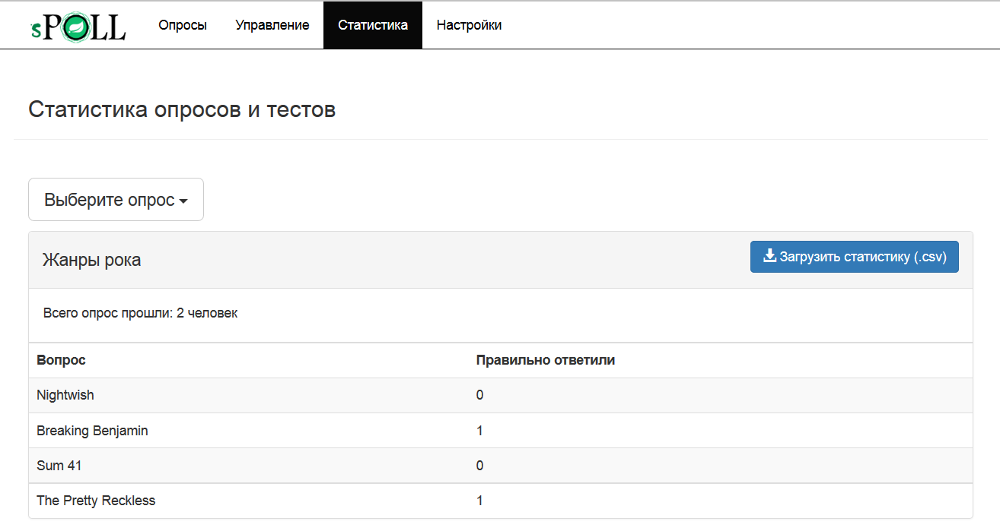 sPOLL Опросы Управление Статистика Настройки
Статистика опросов и тестов
Выберите опрос
Жанры рока Загрузить статистику (.csv)
Всего опрос прошли: 2 человек
Вопрос Правильно ответили
Nightwish 0
Breaking Benjamin 1
Sum 41 0
The Pretty Reckless 1